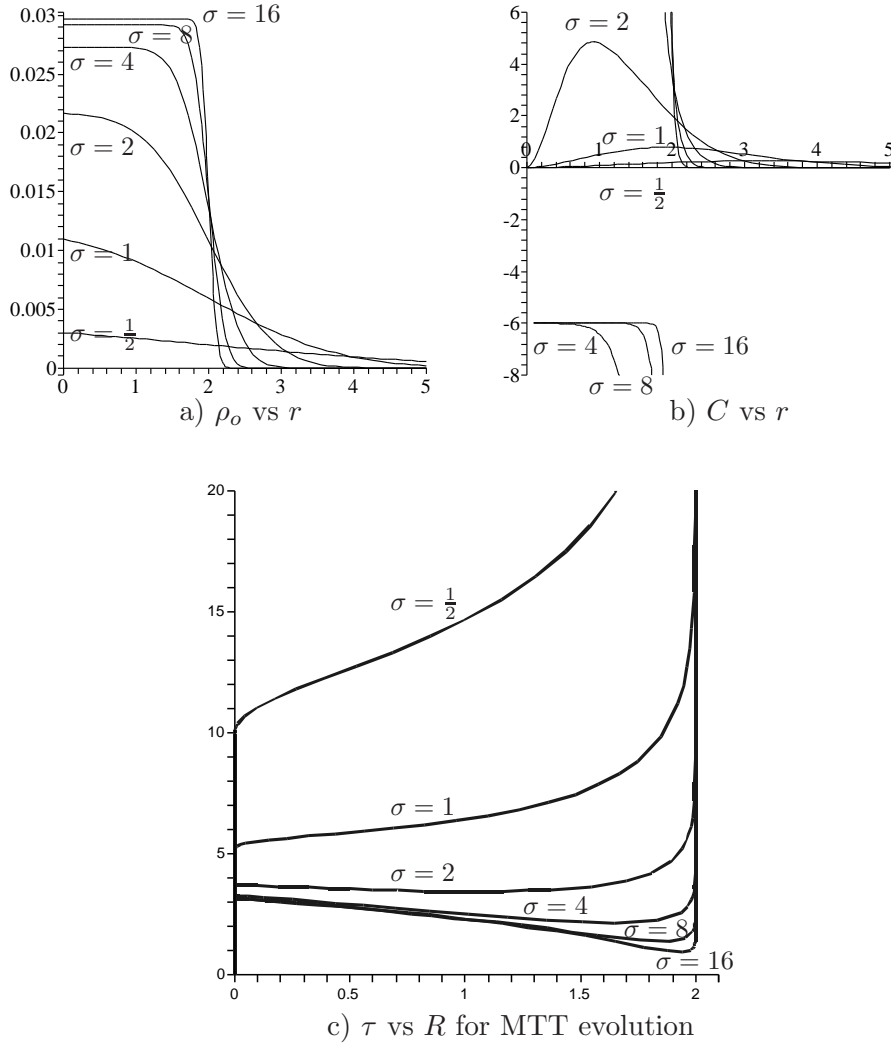 0.03
0.025
0.02
0.015
0.01
0.005
0
0 1 2 3 4 5
σ = 16
σ = 8
σ = 4
σ = 2
σ = 1
σ = 1/2
a) ρₒ vs r
6
4
2
0
-2
-4
-6
-8
0 1 2 3 4 5
σ = 2
σ = 1
σ = 1/2
σ = 4
σ = 16
σ = 8
b) C vs r
20
15
10
5
0
0 0.5 1 1.5 2
σ = 1/2
σ = 1
σ = 2
σ = 4
σ = 8
σ = 16
c) τ vs R for MTT evolution